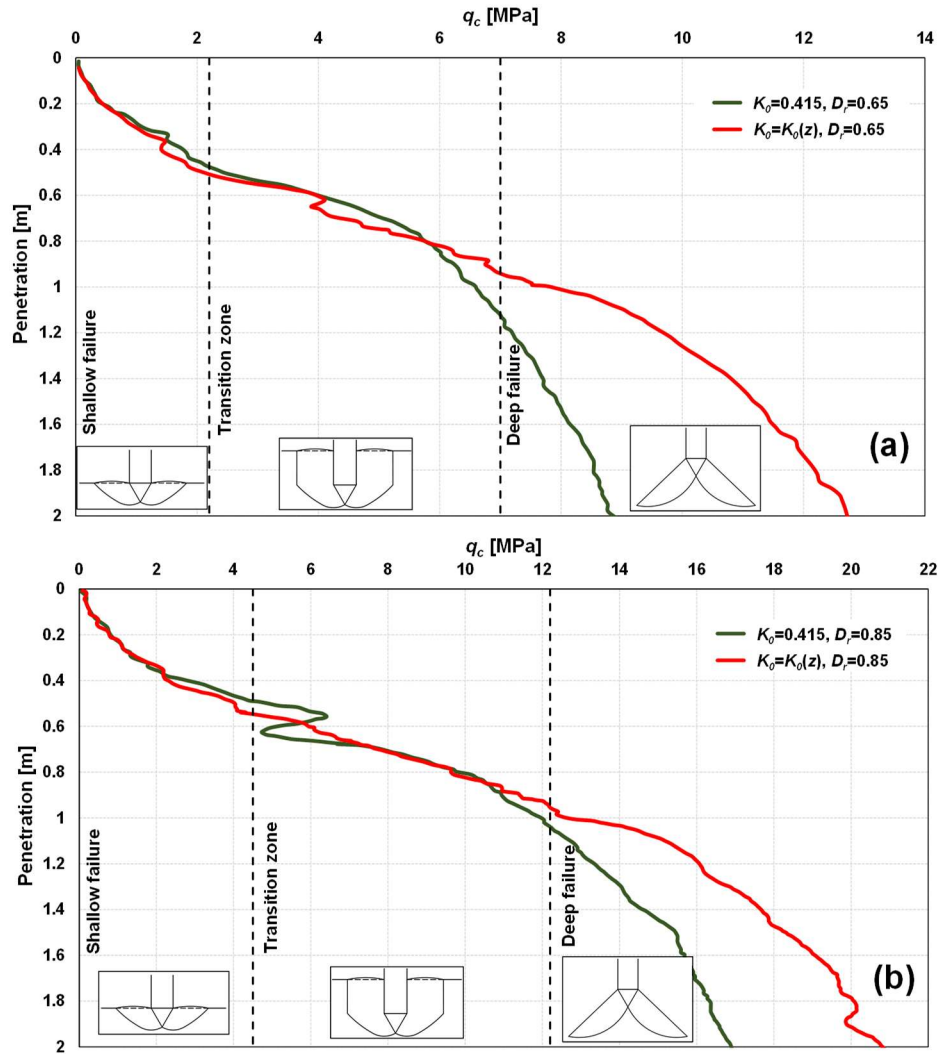 q_c [MPa]
0 2 4 6 8 10 12 14
0
0.2
0.4
0.6
0.8
1
1.2
1.4
1.6
1.8
2
Penetration [m]
K_0=0.415, D_r=0.65
K_0=K_0(z), D_r=0.65
Shallow failure
Transition zone
Deep failure
(a)
q_c [MPa]
0 2 4 6 8 10 12 14 16 18 20 22
0
0.2
0.4
0.6
0.8
1
1.2
1.4
1.6
1.8
2
Penetration [m]
K_0=0.415, D_r=0.85
K_0=K_0(z), D_r=0.85
Shallow failure
Transition zone
Deep failure
(b)